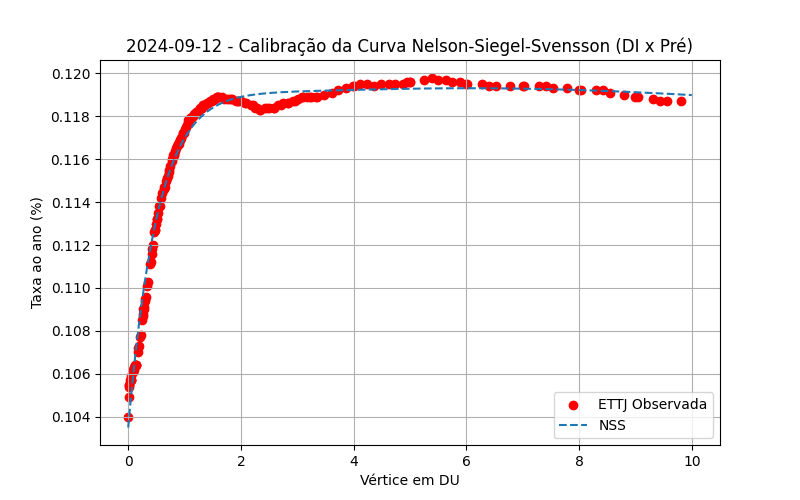 2024-09-12 - Calibração da Curva Nelson-Siegel-Svensson (DI x Pré)
Taxa ao ano (%)
0.120
0.118
0.116
0.114
0.112
0.110
0.108
0.106
0.104
ETTJ Observada
NSS
0 2 4 6 8 10
Vértice em DU